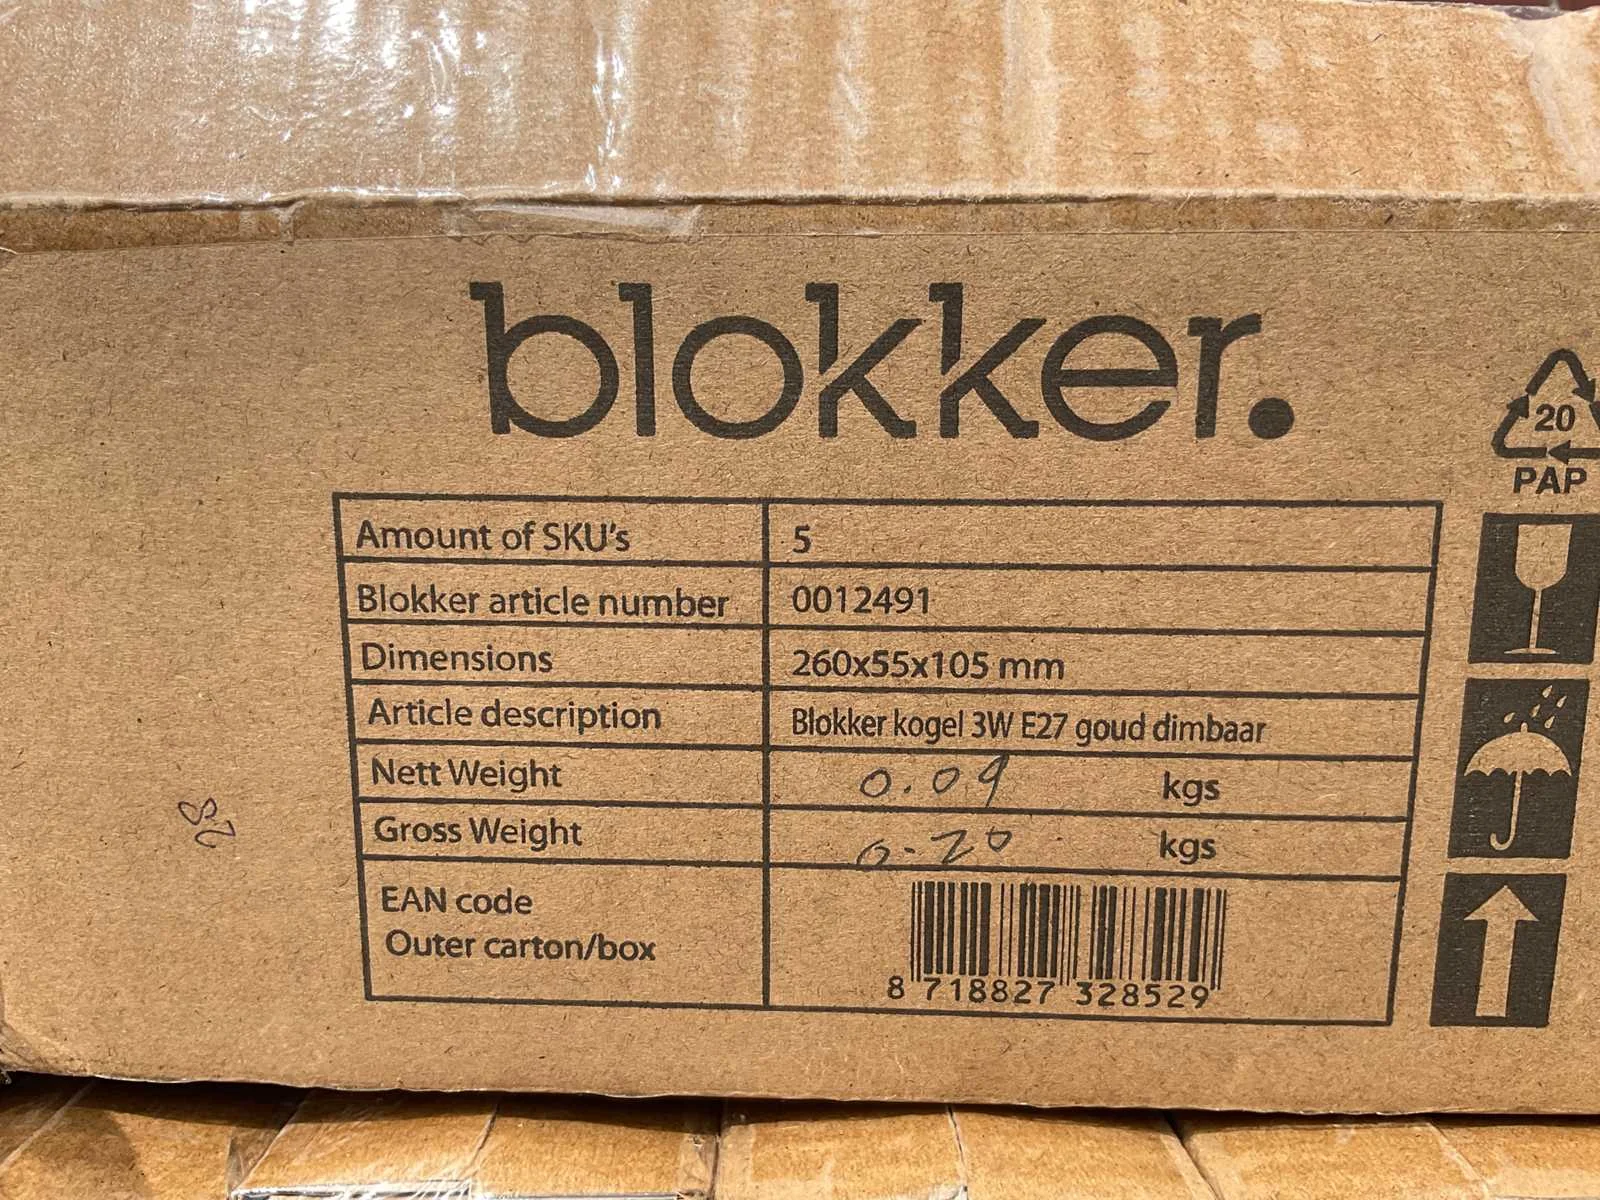 blokker.
20
PAP
Amount of SKU's 5
Blokker article number 0012491
Dimensions 260x55x105 mm
Article description Blokker kogel 3W E27 goud dimbaar
Nett Weight 0.09 kgs
Gross Weight 0.20 kgs
EAN code
Outer carton/box
8 718827 328529